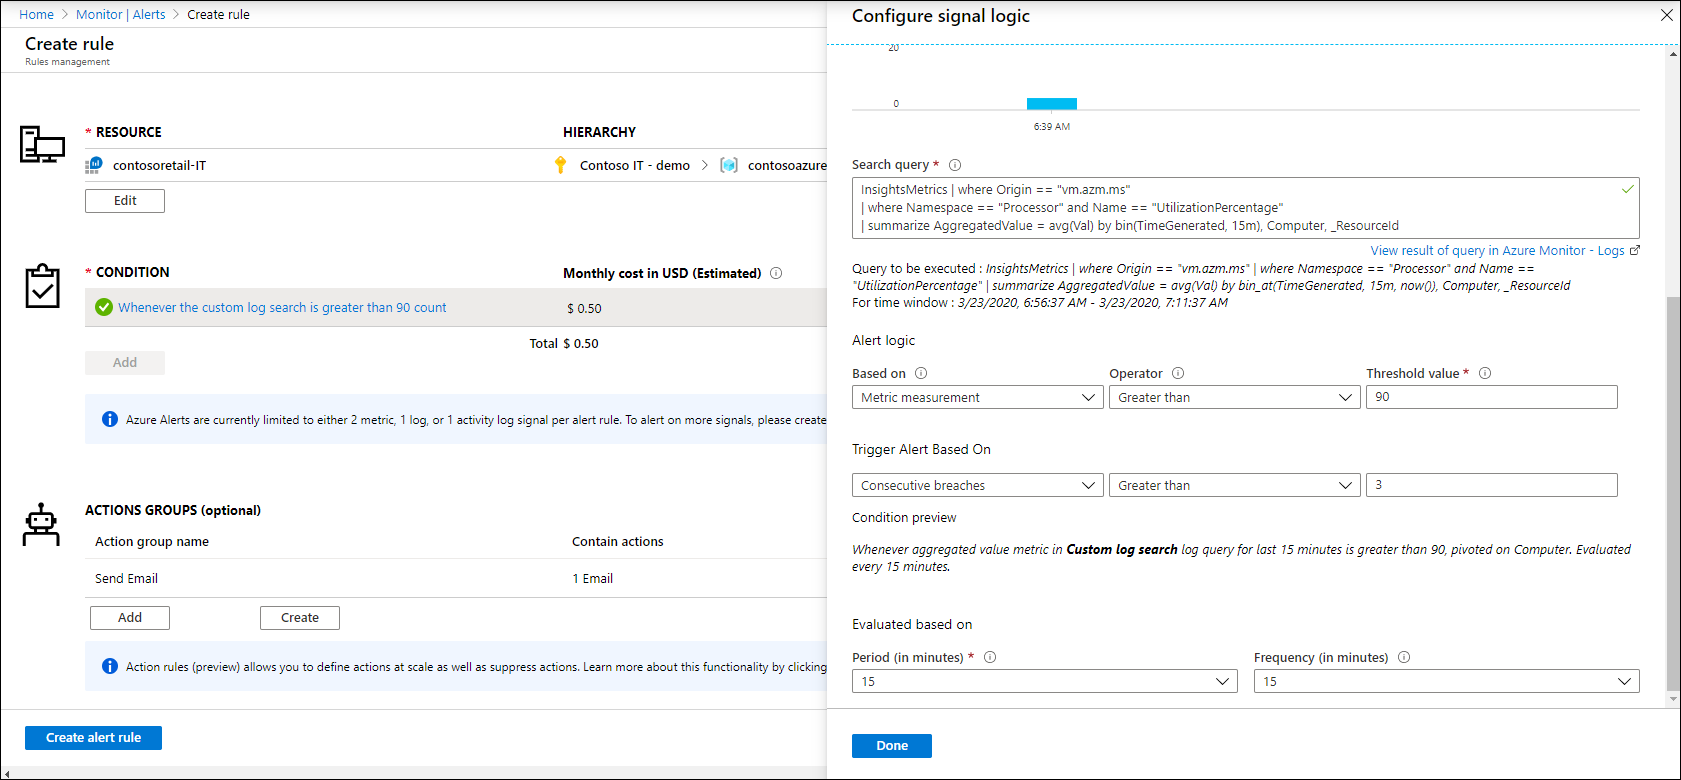 Home > Monitor | Alerts > Create rule
Create rule
Rules management
* RESOURCE
HIERARCHY
contosoretail-IT
Contoso IT - demo > contosoazure
Edit
* CONDITION
Monthly cost in USD (Estimated)
Whenever the custom log search is greater than 90 count
$ 0.50
Total $ 0.50
Add
Azure Alerts are currently limited to either 2 metric, 1 log, or 1 activity log signal per alert rule. To alert on more signals, please create
ACTIONS GROUPS (optional)
Action group name
Contain actions
Send Email
1 Email
Add
Create
Action rules (preview) allows you to define actions at scale as well as suppress actions. Learn more about this functionality by clicking
Create alert rule
Configure signal logic
20
0
6:39 AM
Search query *
InsightsMetrics | where Origin == "vm.azm.ms"
| where Namespace == "Processor" and Name == "UtilizationPercentage"
| summarize AggregatedValue = avg(Val) by bin(TimeGenerated, 15m), Computer, _ResourceId
View result of query in Azure Monitor - Logs
Query to be executed : InsightsMetrics | where Origin == "vm.azm.ms" | where Namespace == "Processor" and Name ==
"UtilizationPercentage" | summarize AggregatedValue = avg(Val) by bin_at(TimeGenerated, 15m, now()), Computer, _ResourceId
For time window : 3/23/2020, 6:56:37 AM - 3/23/2020, 7:11:37 AM
Alert logic
Based on
Operator
Threshold value *
Metric measurement
Greater than
90
Trigger Alert Based On
Consecutive breaches
Greater than
3
Condition preview
Whenever aggregated value metric in Custom log search log query for last 15 minutes is greater than 90, pivoted on Computer. Evaluated
every 15 minutes.
Evaluated based on
Period (in minutes) *
Frequency (in minutes)
15
15
Done